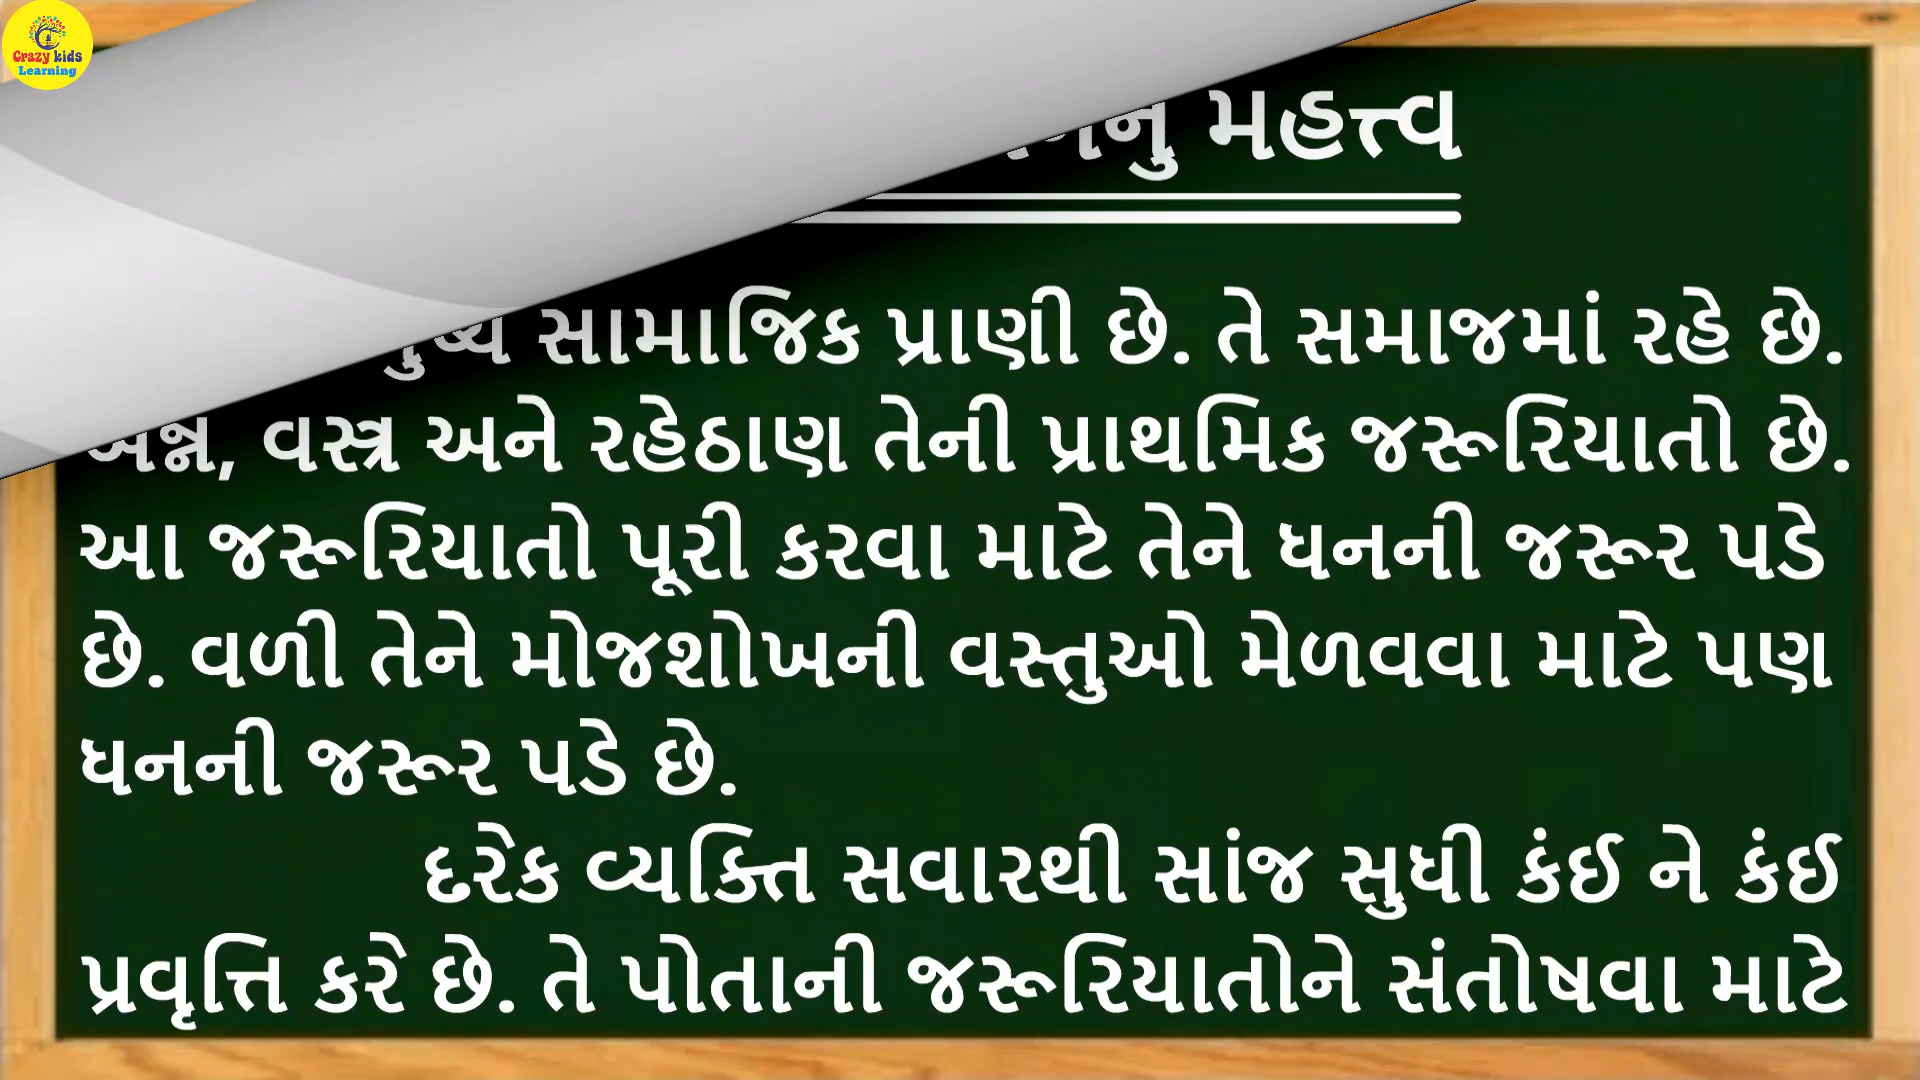 Crazy kids
Learning
મહત્ત્વ
સામાજિક પ્રાણી છે. તે સમાજમાં રહે છે.
અન્ન, વસ્ત્ર અને રહેઠાણ તેની પ્રાથમિક જરૂરિયાતો છે.
આ જરૂરિયાતો પૂરી કરવા માટે તેને ધનની જરૂર પડે
છે. વળી તેને મોજશોખની વસ્તુઓ મેળવવા માટે પણ
ધનની જરૂર પડે છે.
દરેક વ્યક્તિ સવારથી સાંજ સુધી કંઈ ને કંઈ
પ્રવૃત્તિ કરે છે. તે પોતાની જરૂરિયાતોને સંતોષવા માટે